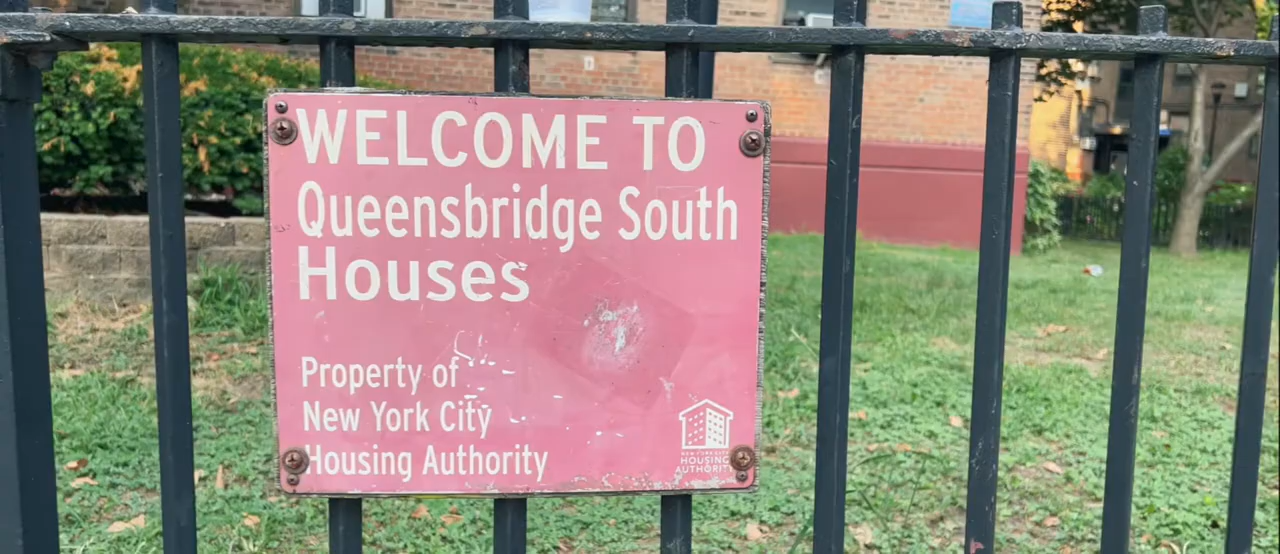 WELCOME TO
Queensbridge South
Houses
Property of
New York City
Housing Authority
NEW YORK CITY
HOUSING
AUTHORITY